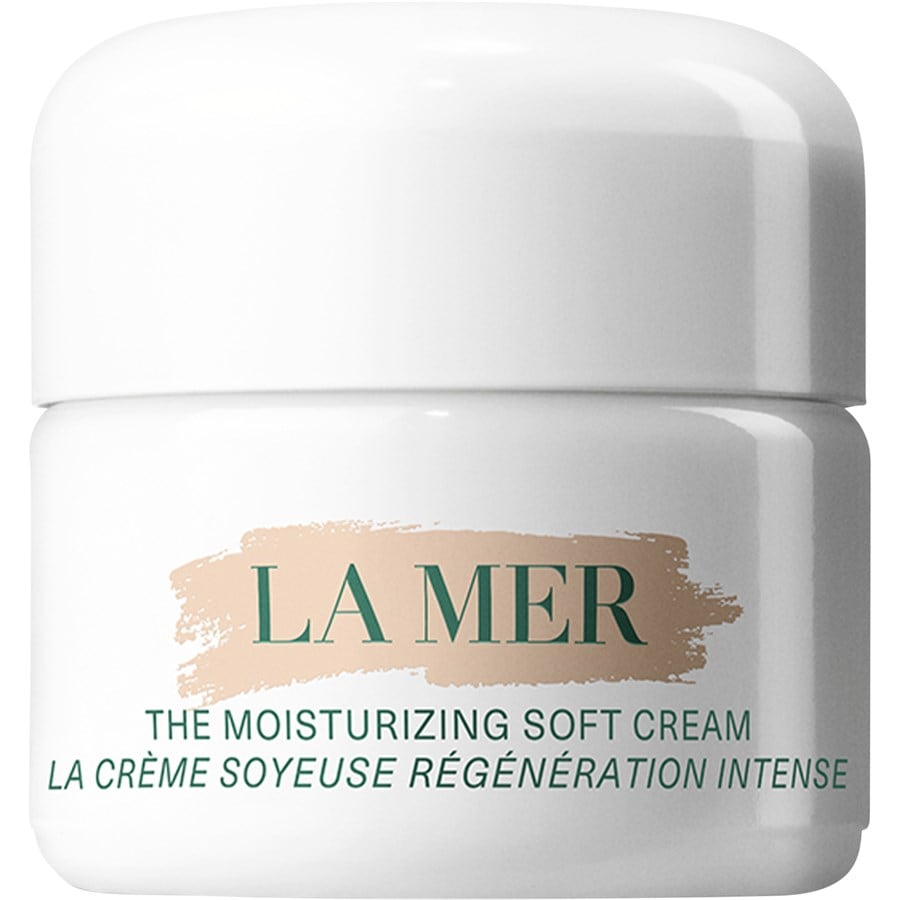 LA MER
THE MOISTURIZING SOFT CREAM
LA CRÈME SOYEUSE RÉGÉNÉRATION INTENSE